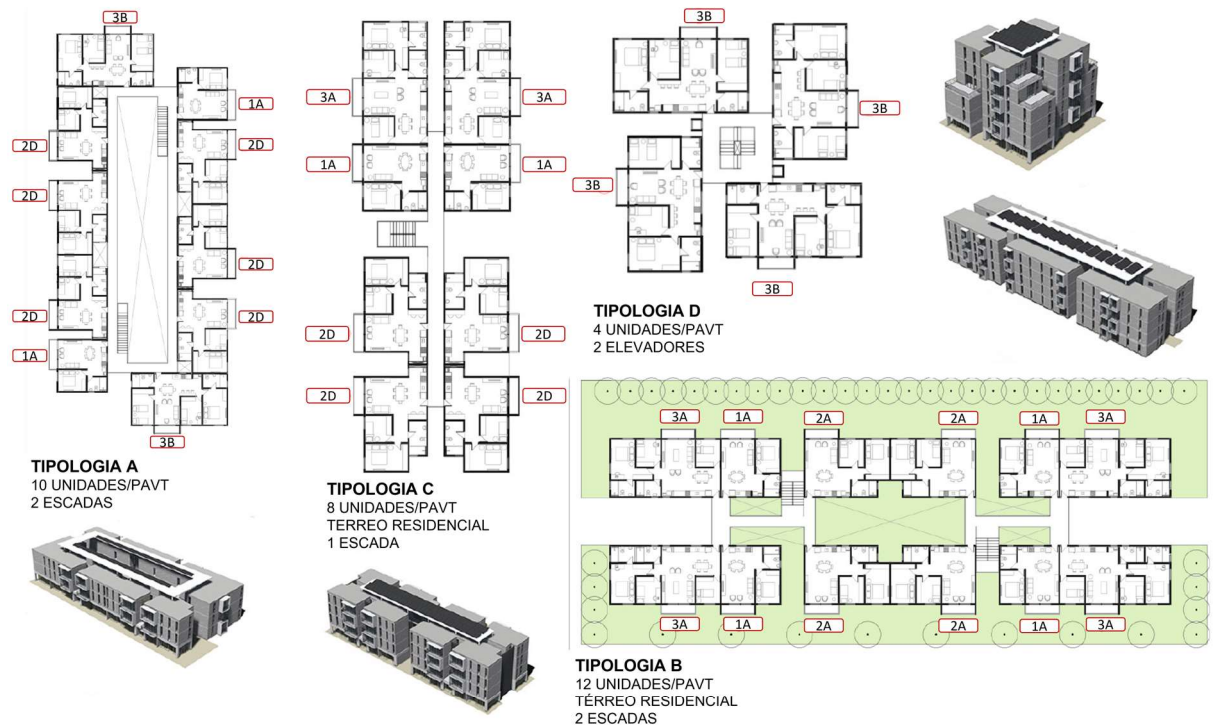 3B
1A
2D
2D
2D
2D
2D
2D
1A
3B
TIPOLOGIA A
10 UNIDADES/PAVT
2 ESCADAS
3A
3A
1A
1A
2D
2D
2D
2D
TIPOLOGIA C
8 UNIDADES/PAVT
TERREO RESIDENCIAL
1 ESCADA
3B
3B
3B
3B
TIPOLOGIA D
4 UNIDADES/PAVT
2 ELEVADORES
3A 1A 2A 2A 1A 3A
3A 1A 2A 2A 1A 3A
TIPOLOGIA B
12 UNIDADES/PAVT
TÉRREO RESIDENCIAL
2 ESCADAS